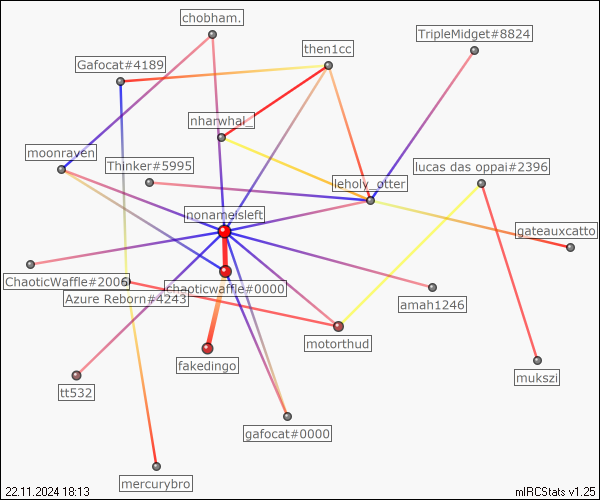 chobham.
TripleMidget#8824
then1cc
Gafocat#4189
nhanwhal_
moonraven
Thinker#5995
lucas das oppai#2396
leholy_otter
nonameisleft
gateauxcatto
ChaoticWaffle#2006
chaoticwaffle#0000
Azure Reborn#4243
amah1246
motorthud
fakedingo
mukszi
tt532
gafocat#0000
mercurybro
22.11.2024 18:13
mIRCStats v1.25